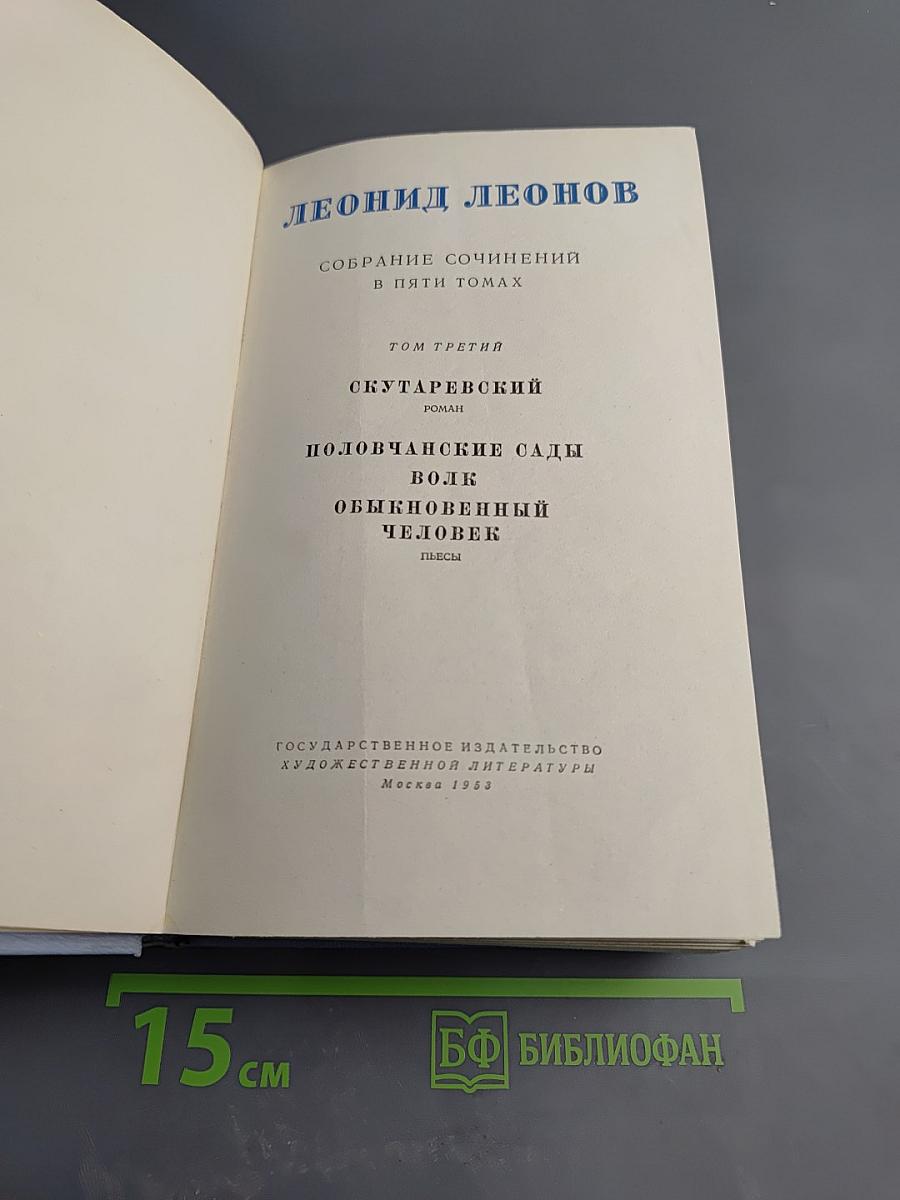 ЛЕОНИД ЛЕОНОВ
СОБРАНИЕ СОЧИНЕНИЙ
В ПЯТИ ТОМАХ
ТОМ ТРЕТИЙ
СКУТАРЕВСКИЙ
РОМАН
ПОЛОВЧАНСКИЕ САДЫ
ВОЛК
ОБЫКНОВЕННЫЙ
ЧЕЛОВЕК
ПЬЕСЫ
ГОСУДАРСТВЕННОЕ ИЗДАТЕЛЬСТВО
ХУДОЖЕСТВЕННОЙ ЛИТЕРАТУРЫ
Москва 1953
15 см
БФ БИБЛИОФАН